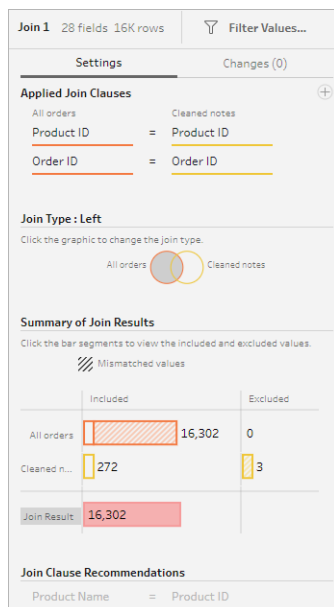 Join 1 28 fields 16K rows Filter Values...
Settings Changes (0)
Applied Join Clauses
All orders Cleaned notes
Product ID = Product ID
Order ID = Order ID
Join Type : Left
Click the graphic to change the join type.
All orders Cleaned notes
Summary of Join Results
Click the bar segments to view the included and excluded values.
Mismatched values
Included Excluded
All orders 16,302 0
Cleaned n... 272 3
Join Result 16,302
Join Clause Recommendations
Product Name = Product ID